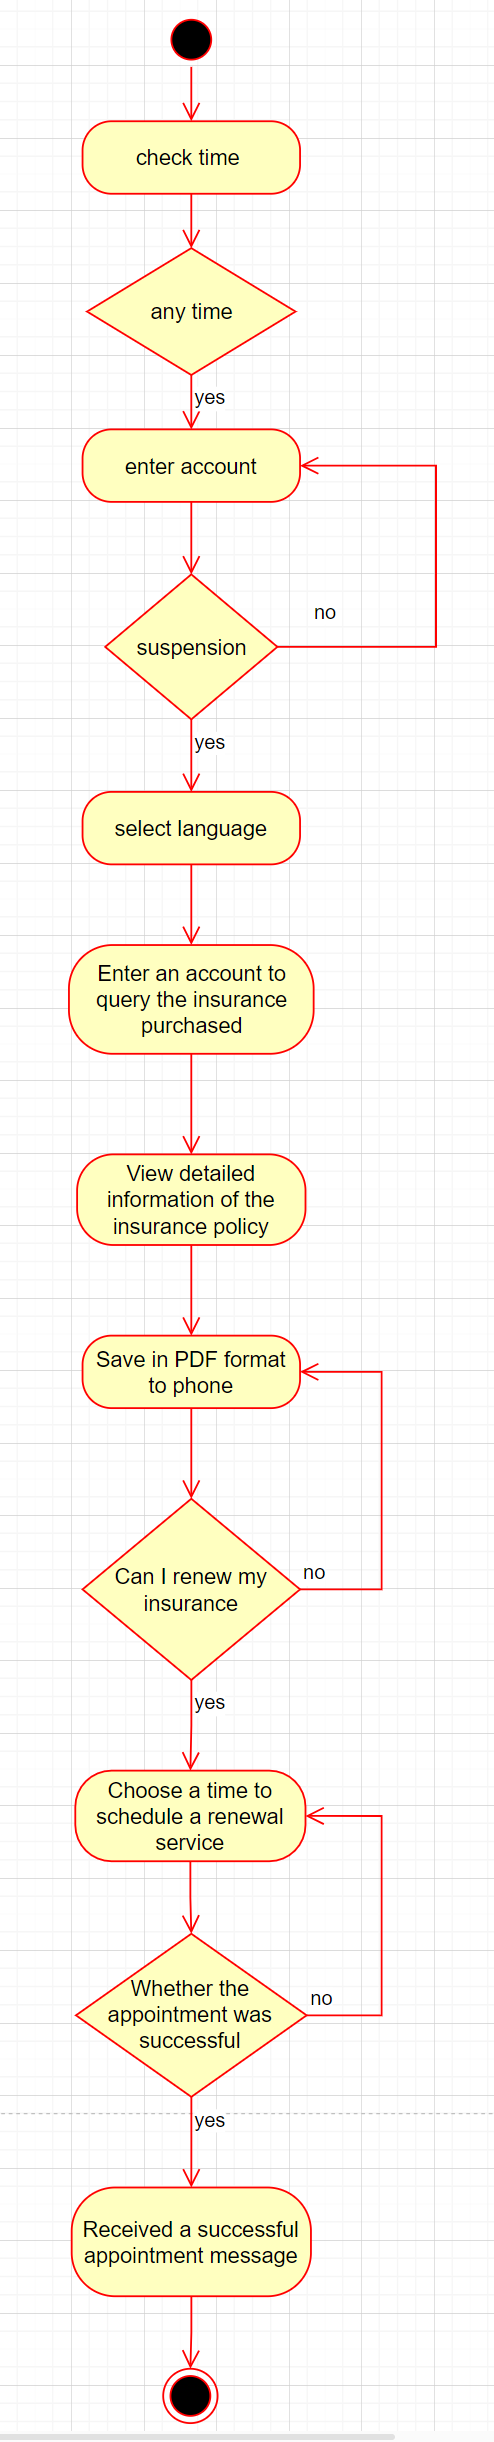 check time
any time
yes
enter account
no
suspension
yes
select language
Enter an account to
query the insurance
purchased
View detailed
information of the
insurance policy
Save in PDF format
to phone
Can I renew my
insurance
no
yes
Choose a time to
schedule a renewal
service
Whether the
appointment was
successful
no
yes
Received a successful
appointment message